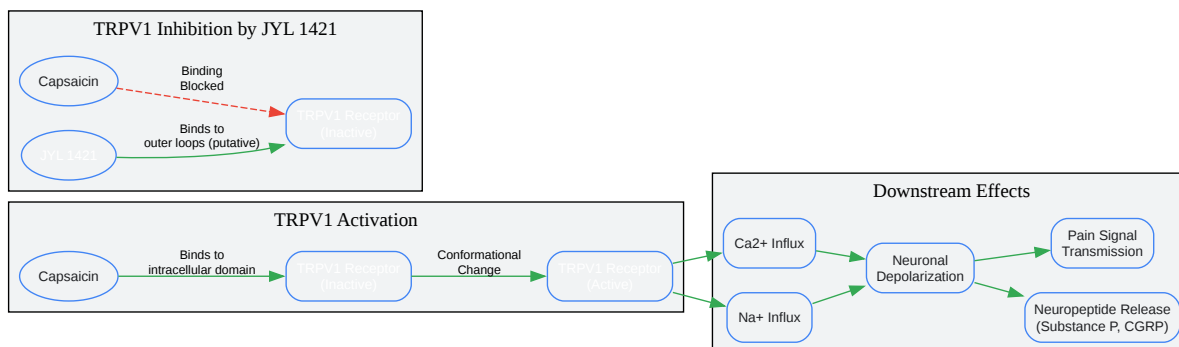 TRPV1 Inhibition by JYL 1421
Capsaicin
Binding
Blocked
TRPV1 Receptor
(Inactive)
Binds to
outer loops (putative)
JYL 1421
TRPV1 Activation
Capsaicin
Binds to
intracellular domain
TRPV1 Receptor
(Inactive)
Conformational
Change
TRPV1 Receptor
(Active)
Downstream Effects
Ca2+ Influx
Na+ Influx
Neuronal
Depolarization
Pain Signal
Transmission
Neuropeptide Release
(Substance P, CGRP)